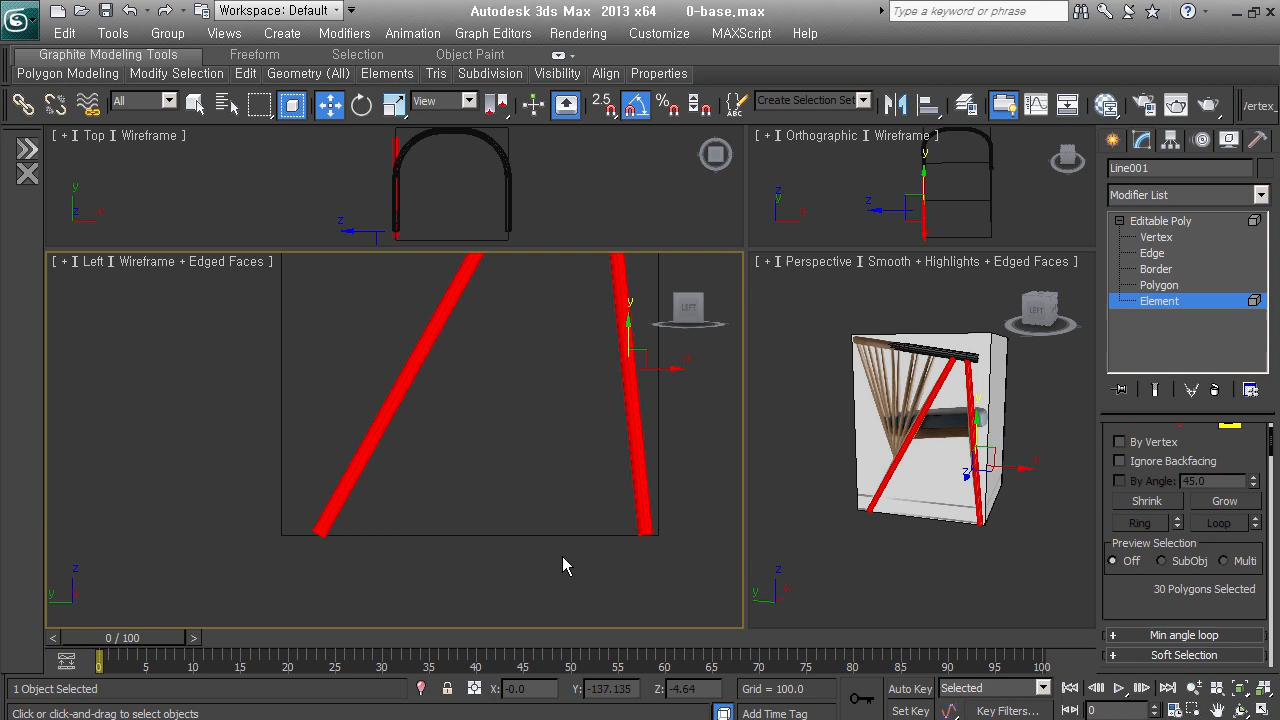 Workspace: Default
Autodesk 3ds Max 2013 x64 0-base.max
Type a keyword or phrase
Edit Tools Group Views Create Modifiers Animation Graph Editors Rendering Customize MAXScript Help
Graphite Modeling Tools Freeform Selection Object Paint
Polygon Modeling Modify Selection Edit Geometry (All) Elements Tris Subdivision Visibility Align Properties
All View 2.5 ABC Create Selection Set /ertex
[ + ] Top ] Wireframe ]
[ + ] Orthographic ] Wireframe ]
Line001
Modifier List
Editable Poly
Vertex
Edge
Border
Polygon
Element
[ + ] Left ] Wireframe + Edged Faces ]
LEFT
[ + ] Perspective ] Smooth + Highlights + Edged Faces ]
LEFT
By Vertex
Ignore Backfacing
By Angle: 45.0
Shrink Grow
Ring Loop
Preview Selection
Off SubObj Multi
30 Polygons Selected
+ Min angle loop
+ Soft Selection
< 0 / 100 >
0 5 10 15 20 25 30 35 40 45 50 55 60 65 70 75 80 85 90 95 100
1 Object Selected X: -0.0 Y: -137.135 Z: -4.64 Grid = 100.0 Auto Key Selected
Click or click-and-drag to select objects Add Time Tag Set Key Key Filters... 0